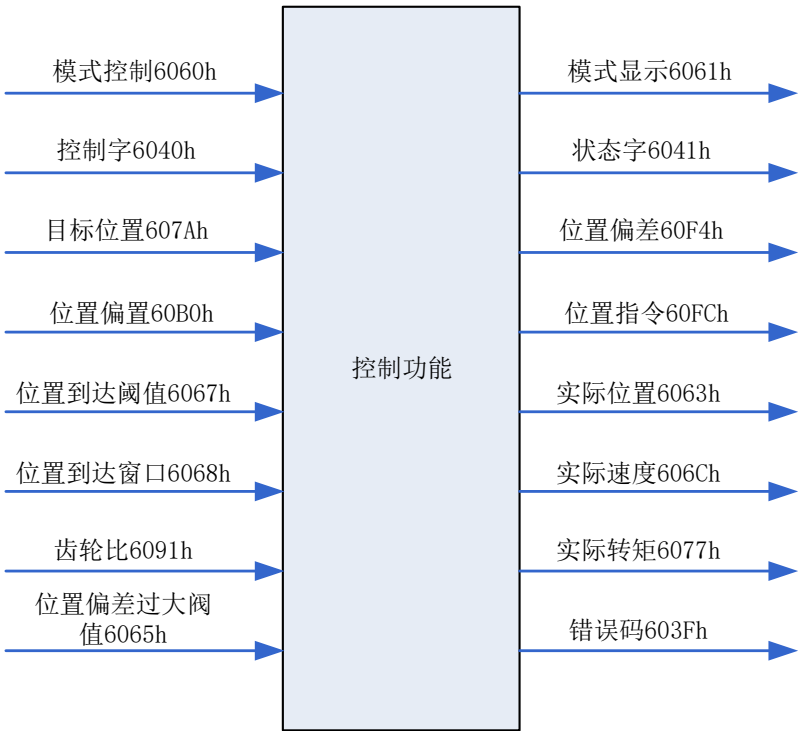 模式控制6060h
控制字6040h
目标位置607Ah
位置偏置60B0h
位置到达阈值6067h
位置到达窗口6068h
齿轮比6091h
位置偏差过大阀
值6065h
控制功能
模式显示6061h
状态字6041h
位置偏差60F4h
位置指令60FCh
实际位置6063h
实际速度606Ch
实际转矩6077h
错误码603Fh